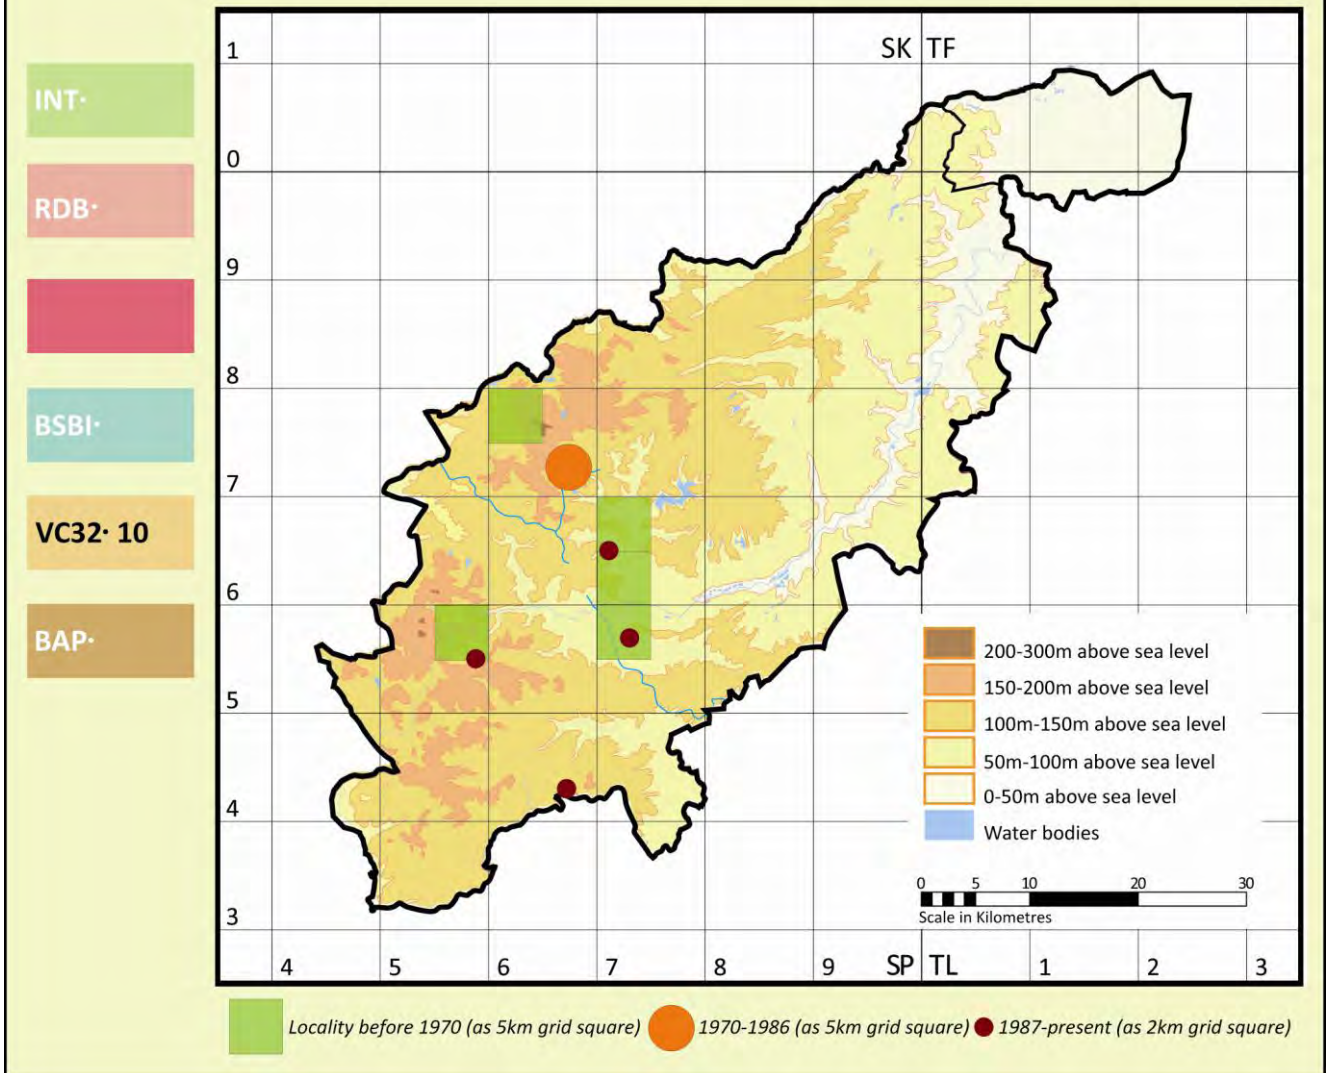 INT·
RDB·
BSBI·
VC32· 10
BAP·
SK TF
1
0
9
8
7
6
5
4
3
4 5 6 7 8 9 SP TL 1 2 3
200-300m above sea level
150-200m above sea level
100m-150m above sea level
50m-100m above sea level
0-50m above sea level
Water bodies
0 5 10 20 30
Scale in Kilometres
Locality before 1970 (as 5km grid square) 1970-1986 (as 5km grid square) 1987-present (as 2km grid square)